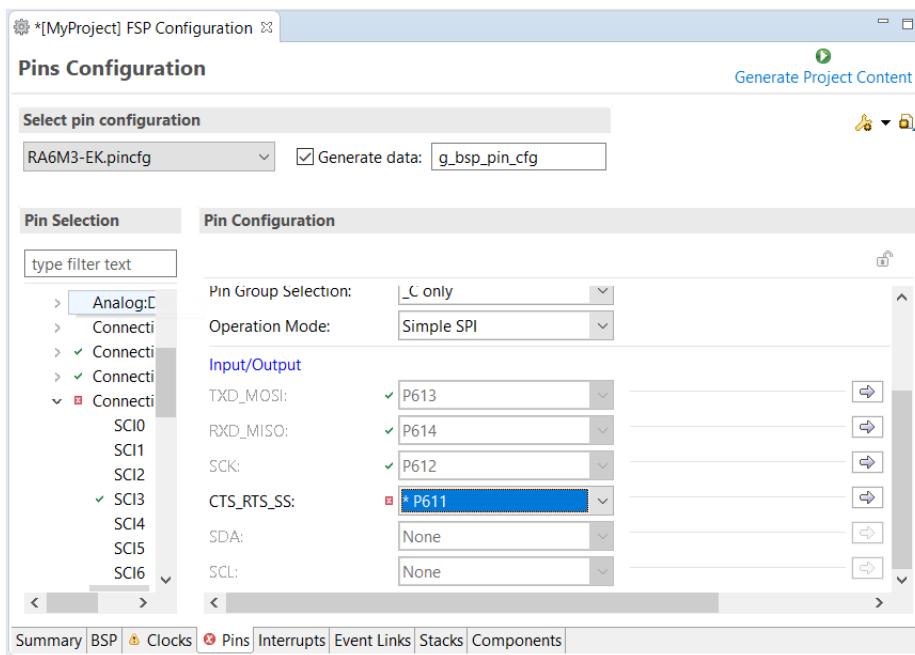 *[MyProject] FSP Configuration
Pins Configuration
Generate Project Content
Select pin configuration
RA6M3-EK.pincfg
Generate data: g_bsp_pin_cfg
Pin Selection
Pin Configuration
type filter text
Analog:D
Connecti
Connecti
Connecti
Connecti
SCI0
SCI1
SCI2
SCI3
SCI4
SCI5
SCI6
Pin Group Selection: _C only
Operation Mode: Simple SPI
Input/Output
TXD_MOSI: P613
RXD_MISO: P614
SCK: P612
CTS_RTS_SS: * P611
SDA: None
SCL: None
Summary BSP Clocks Pins Interrupts Event Links Stacks Components